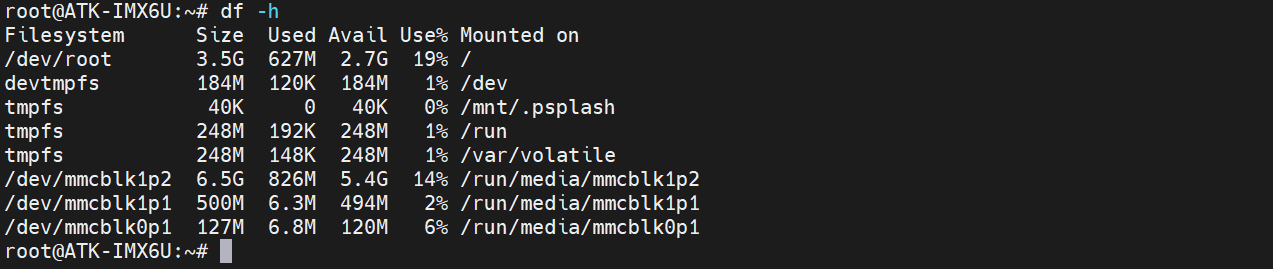 root@ATK-IMX6U:~# df -h
Filesystem      Size  Used Avail Use% Mounted on
/dev/root       3.5G  627M  2.7G  19% /
devtmpfs        184M  120K  184M   1% /dev
tmpfs            40K     0   40K   0% /mnt/.psplash
tmpfs           248M  192K  248M   1% /run
tmpfs           248M  148K  248M   1% /var/volatile
/dev/mmcblk1p2  6.5G  826M  5.4G  14% /run/media/mmcblk1p2
/dev/mmcblk1p1  500M  6.3M  494M   2% /run/media/mmcblk1p1
/dev/mmcblk0p1  127M  6.8M  120M   6% /run/media/mmcblk0p1
root@ATK-IMX6U:~#